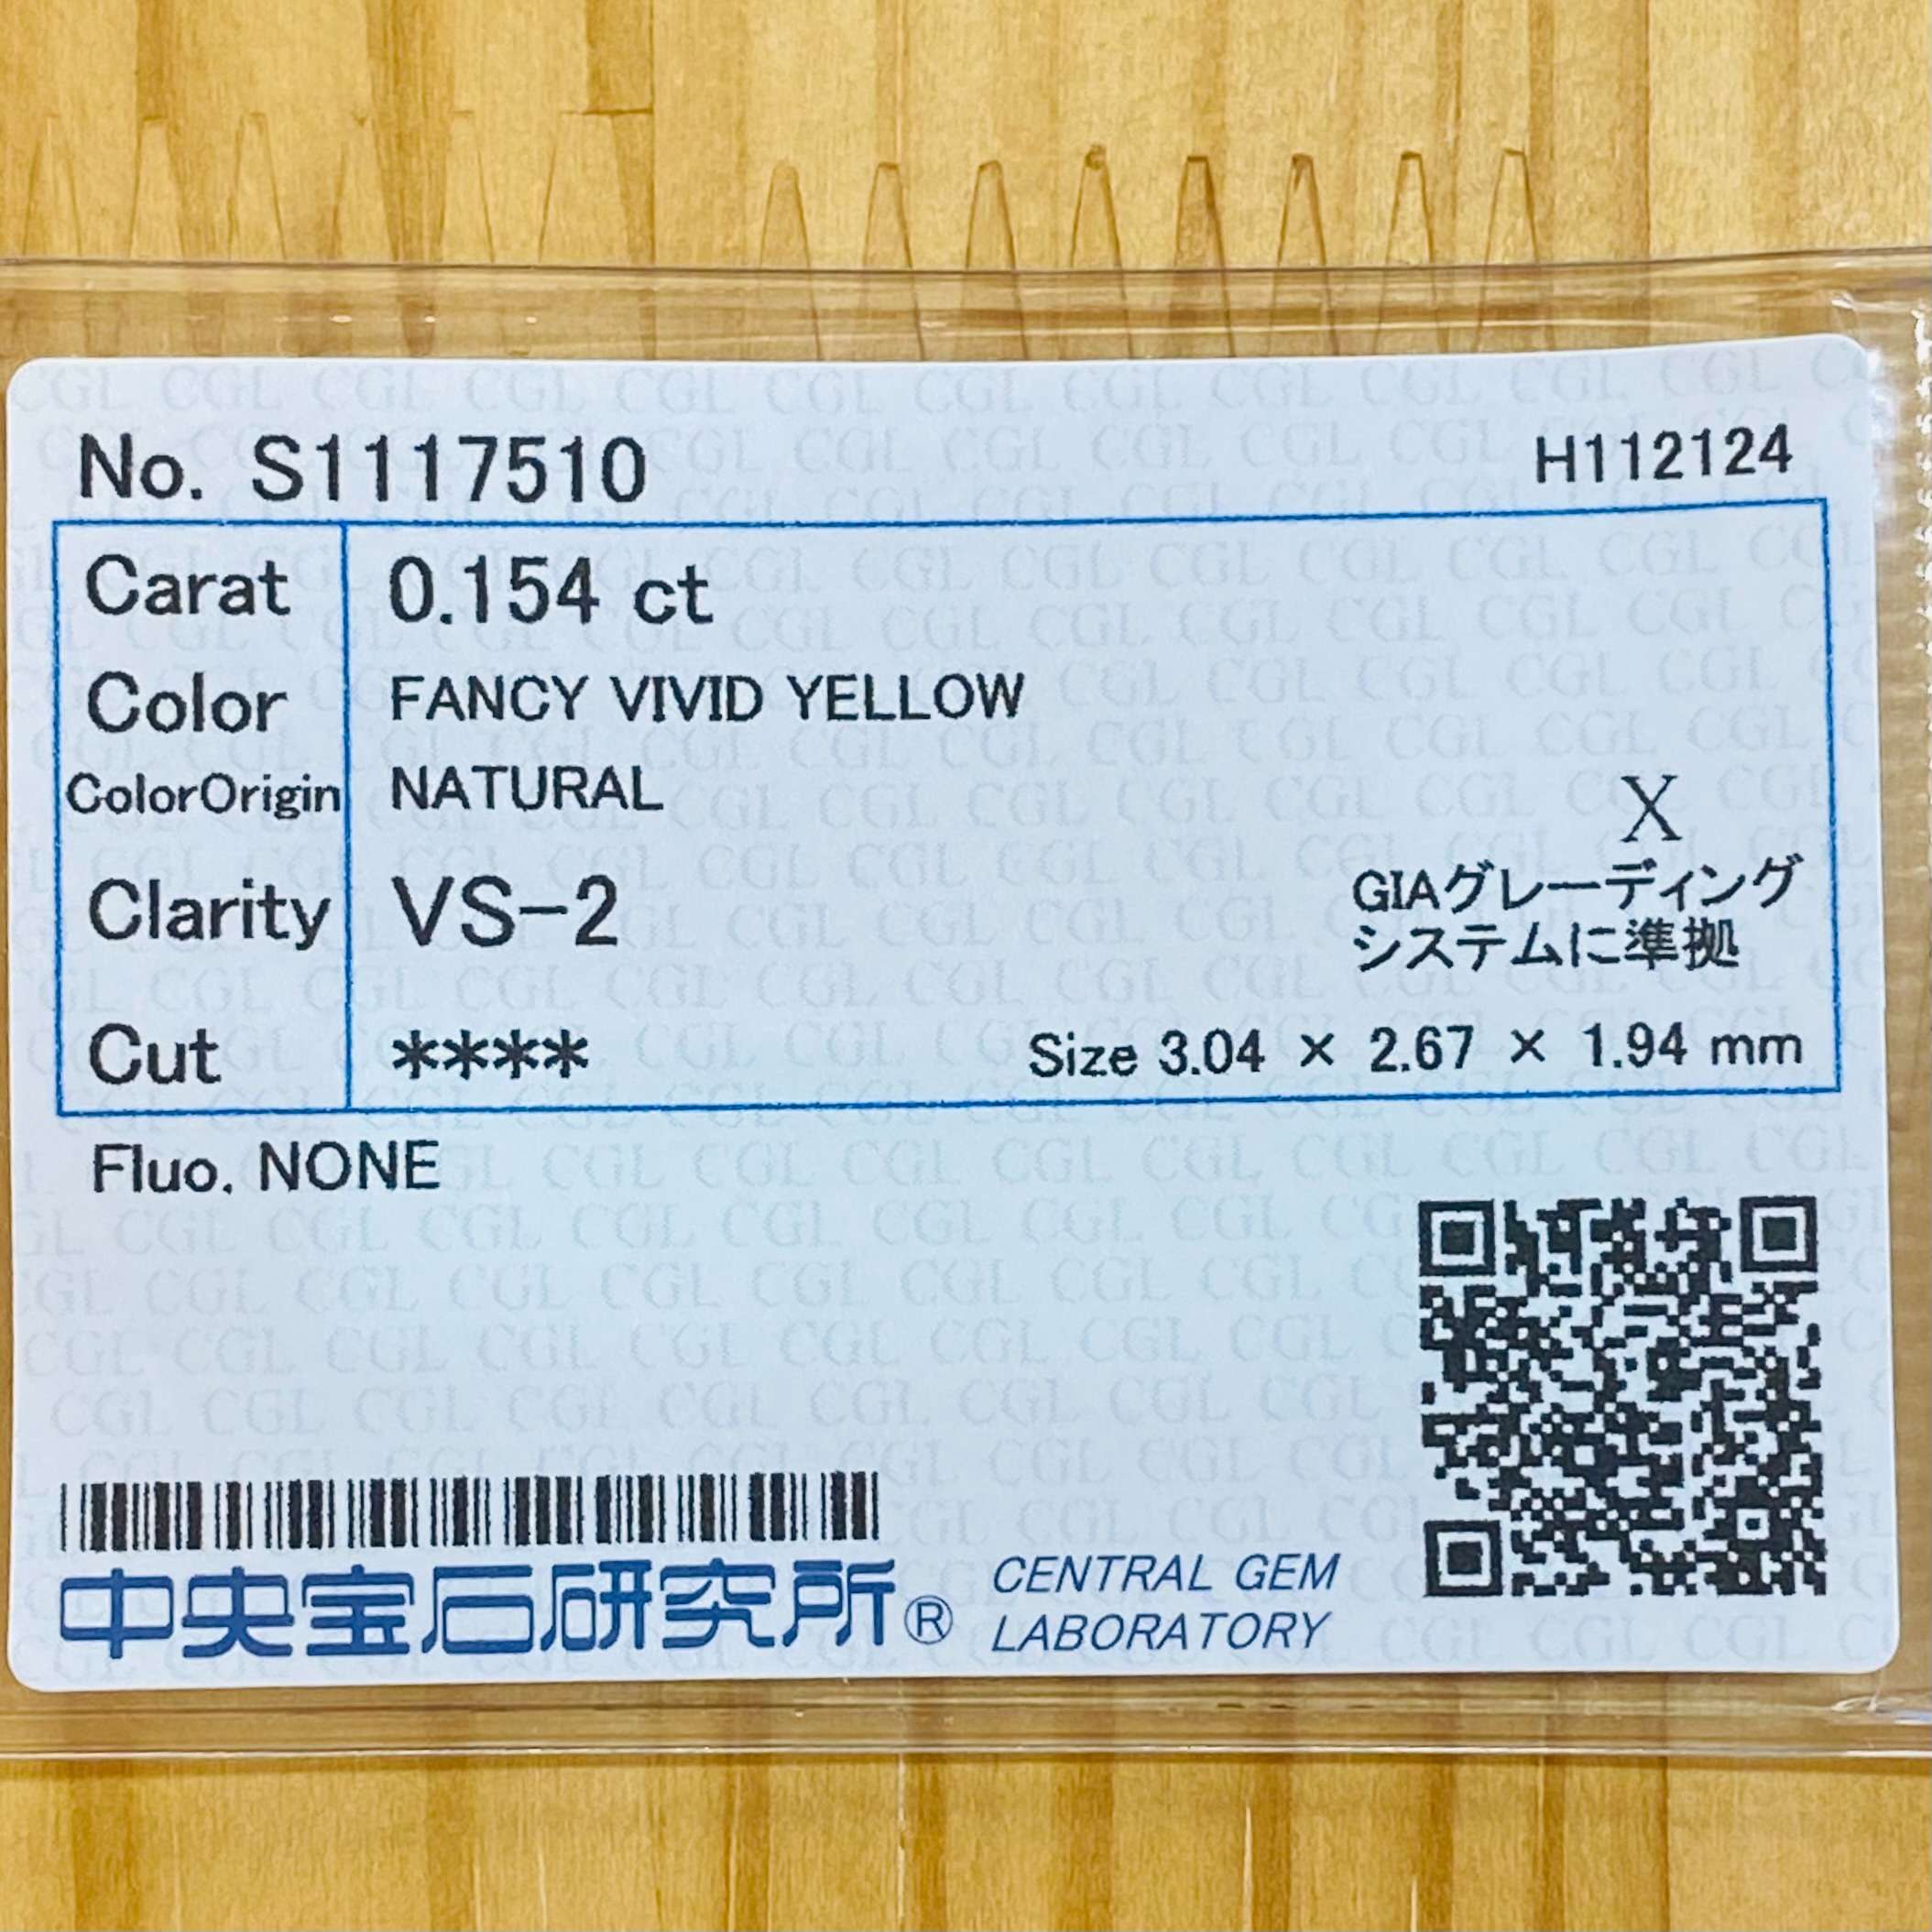 No. S1117510
H112124
Carat 0.154 ct
Color FANCY VIVID YELLOW
ColorOrigin NATURAL
X
Clarity VS-2
GIAグレーディング
システムに準拠
Cut ****
Size 3.04 × 2.67 × 1.94 mm
Fluo. NONE
中央宝石研究所®
CENTRAL GEM
LABORATORY